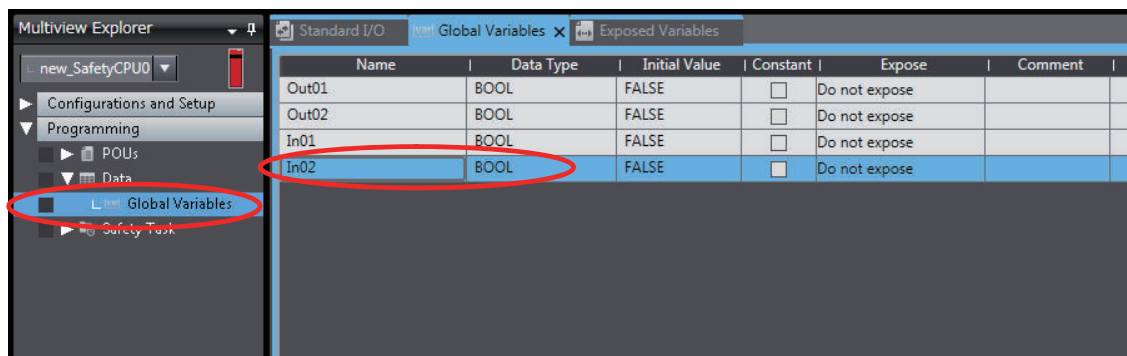 Multiview Explorer
new_SafetyCPU0
Configurations and Setup
Programming
POUs
Data
Global Variables
Safety Task
Standard I/O Global Variables Exposed Variables
Name Data Type Initial Value Constant Expose Comment
Out01 BOOL FALSE Do not expose
Out02 BOOL FALSE Do not expose
In01 BOOL FALSE Do not expose
In02 BOOL FALSE Do not expose